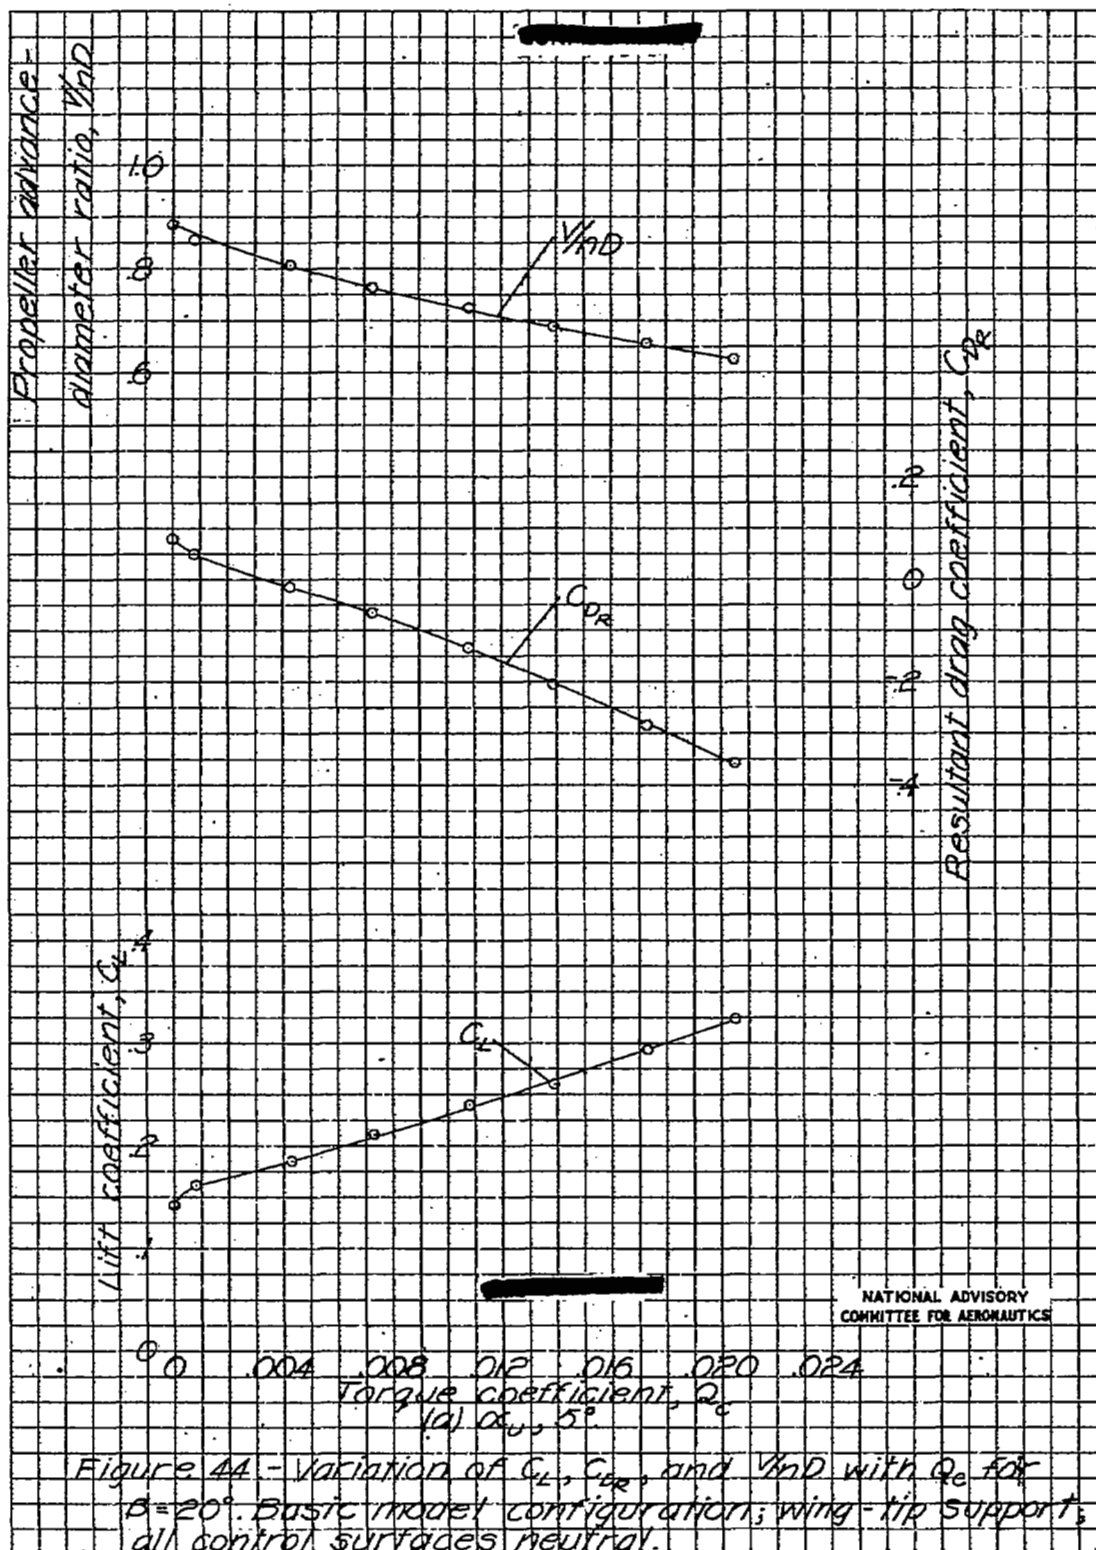 Propeller advance-
diameter ratio, V/nD
1.0
.8
.6
V/nD
Resultant drag coefficient, C_DR
.2
0
-.2
-.4
C_DR
Lift coefficient, C_L
.4
.3
.2
.1
0
C_L
NATIONAL ADVISORY
COMMITTEE FOR AERONAUTICS
0 .004 .008 .012 .016 .020 .024
Torque coefficient, Q_c
(a) α_u, 5°.
Figure 44 - Variation of C_L, C_DR, and V/nD with Q_c for
β=20°. Basic model configuration; wing-tip support;
all control surfaces neutral.